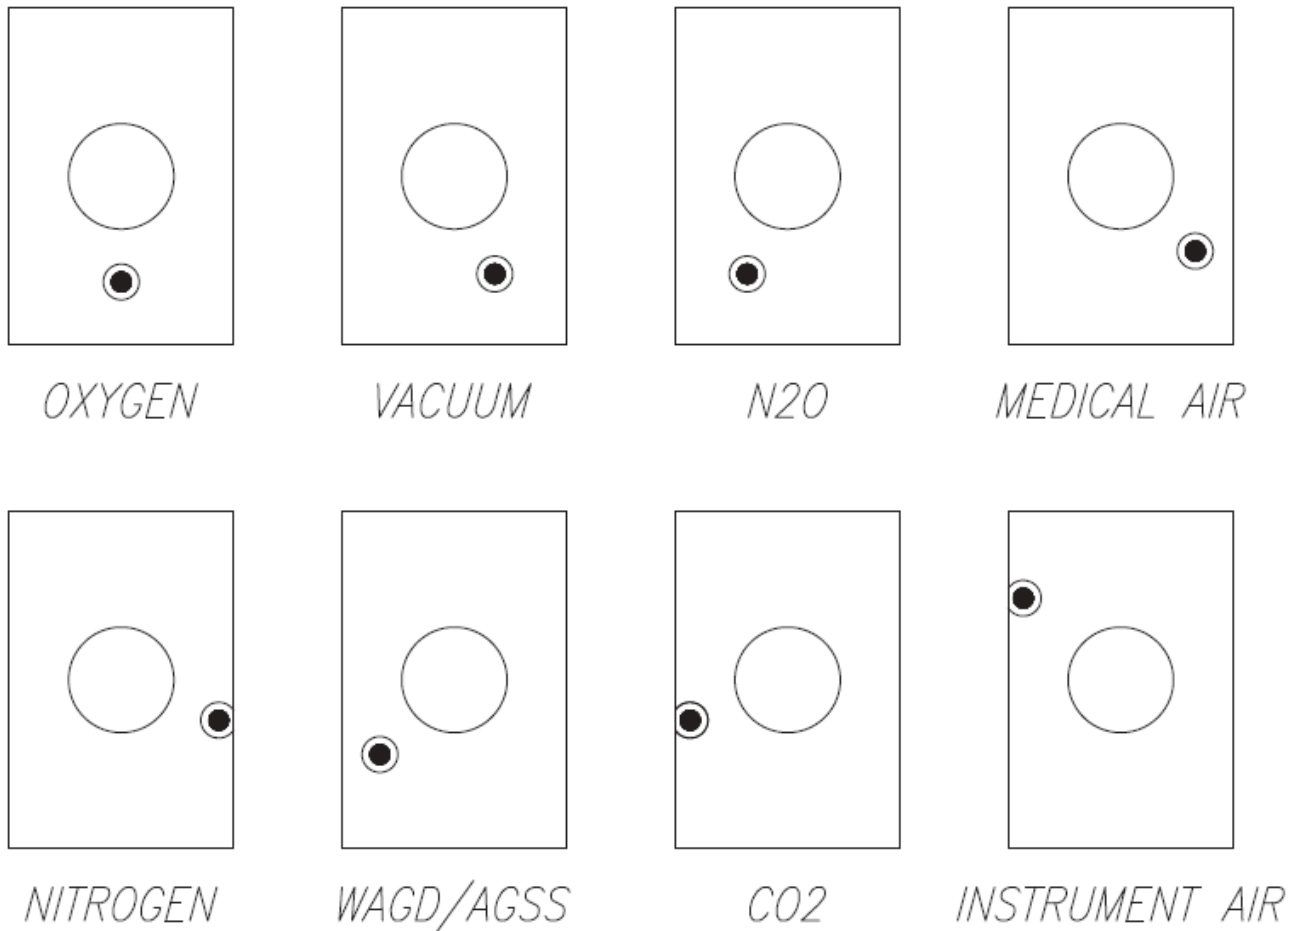 OXYGEN VACUUM N2O MEDICAL AIR
NITROGEN WAGD/AGSS CO2 INSTRUMENT AIR